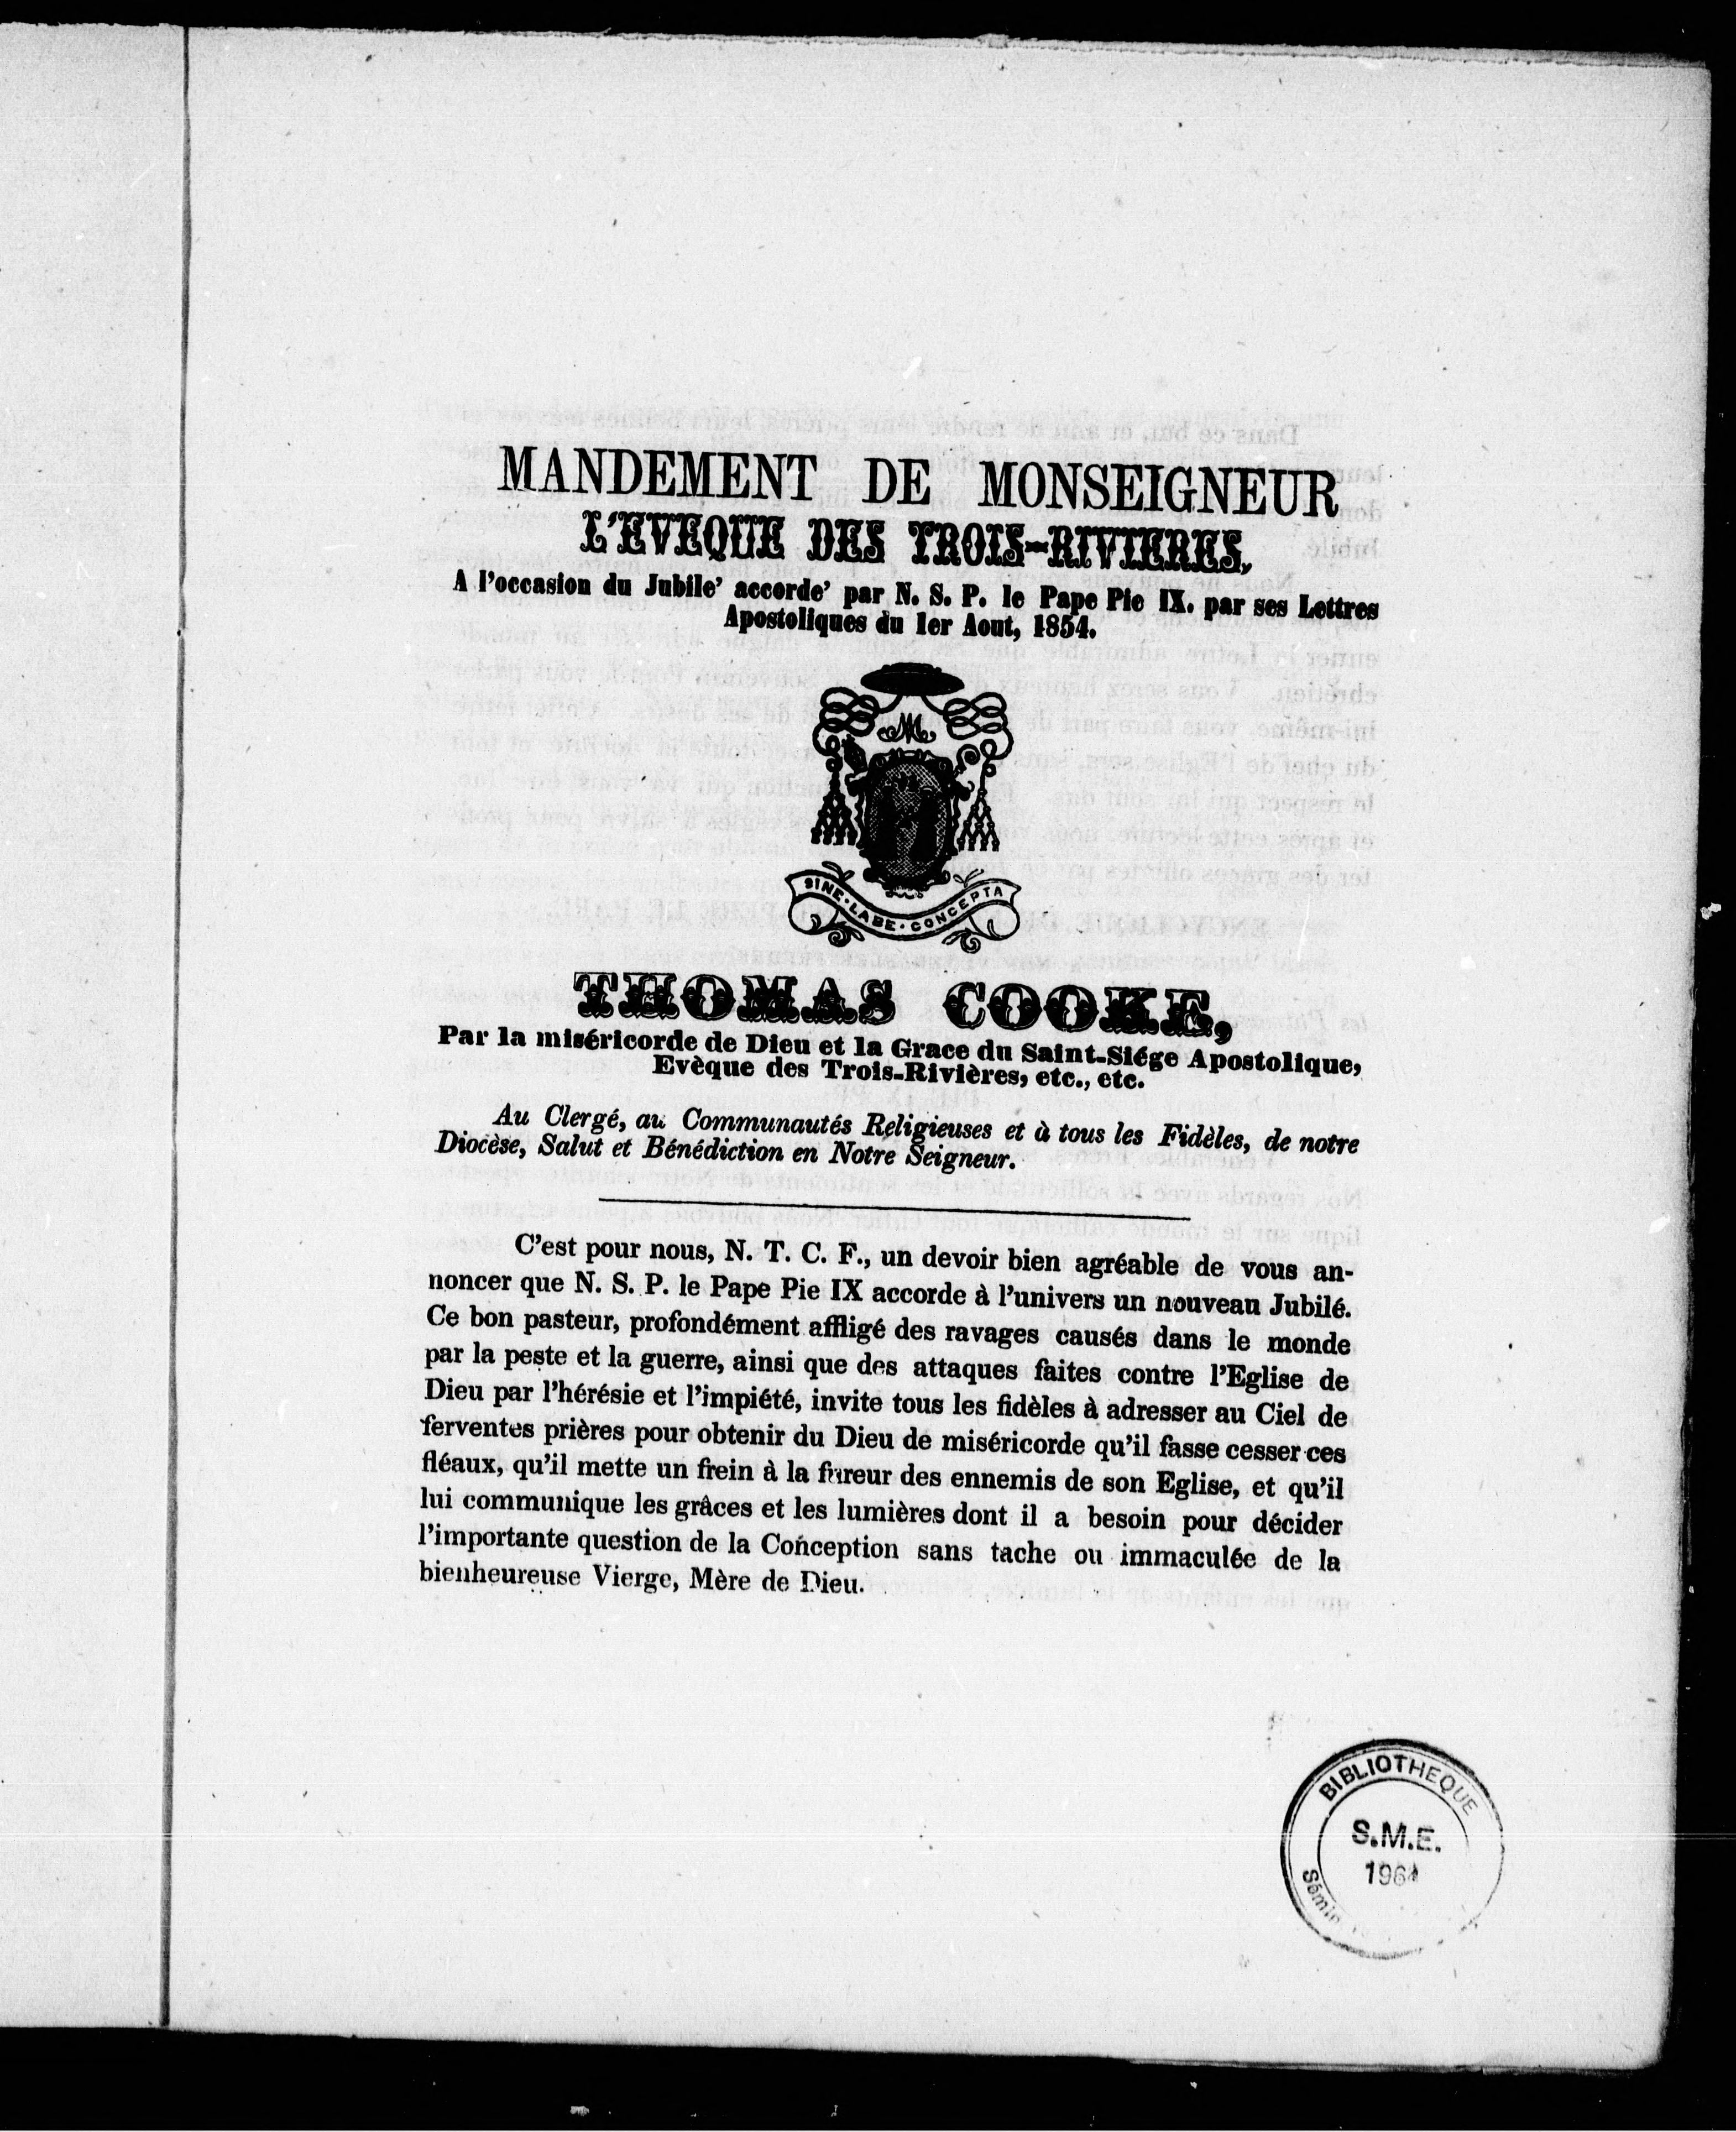 MANDEMENT DE MONSEIGNEUR
L'EVEQUE DES TROIS-RIVIERES,
A l'occasion du Jubile' accorde' par N. S. P. le Pape Pie IX. par ses Lettres
Apostoliques du 1er Aout, 1854.
SINE·LABE·CONCEPTA
THOMAS COOKE,
Par la miséricorde de Dieu et la Grace du Saint-Siége Apostolique,
Evèque des Trois-Rivières, etc., etc.
Au Clergé, au Communautés Religieuses et à tous les Fidèles, de notre
Diocèse, Salut et Bénédiction en Notre Seigneur.
C'est pour nous, N. T. C. F., un devoir bien agréable de vous an-
noncer que N. S. P. le Pape Pie IX accorde à l'univers un nouveau Jubilé.
Ce bon pasteur, profondément affligé des ravages causés dans le monde
par la peste et la guerre, ainsi que des attaques faites contre l'Eglise de
Dieu par l'hérésie et l'impiété, invite tous les fidèles à adresser au Ciel de
ferventes prières pour obtenir du Dieu de miséricorde qu'il fasse cesser ces
fléaux, qu'il mette un frein à la fureur des ennemis de son Eglise, et qu'il
lui communique les grâces et les lumières dont il a besoin pour décider
l'importante question de la Conception sans tache ou immaculée de la
bienheureuse Vierge, Mère de Dieu.
BIBLIOTHEQUE
S.M.E.